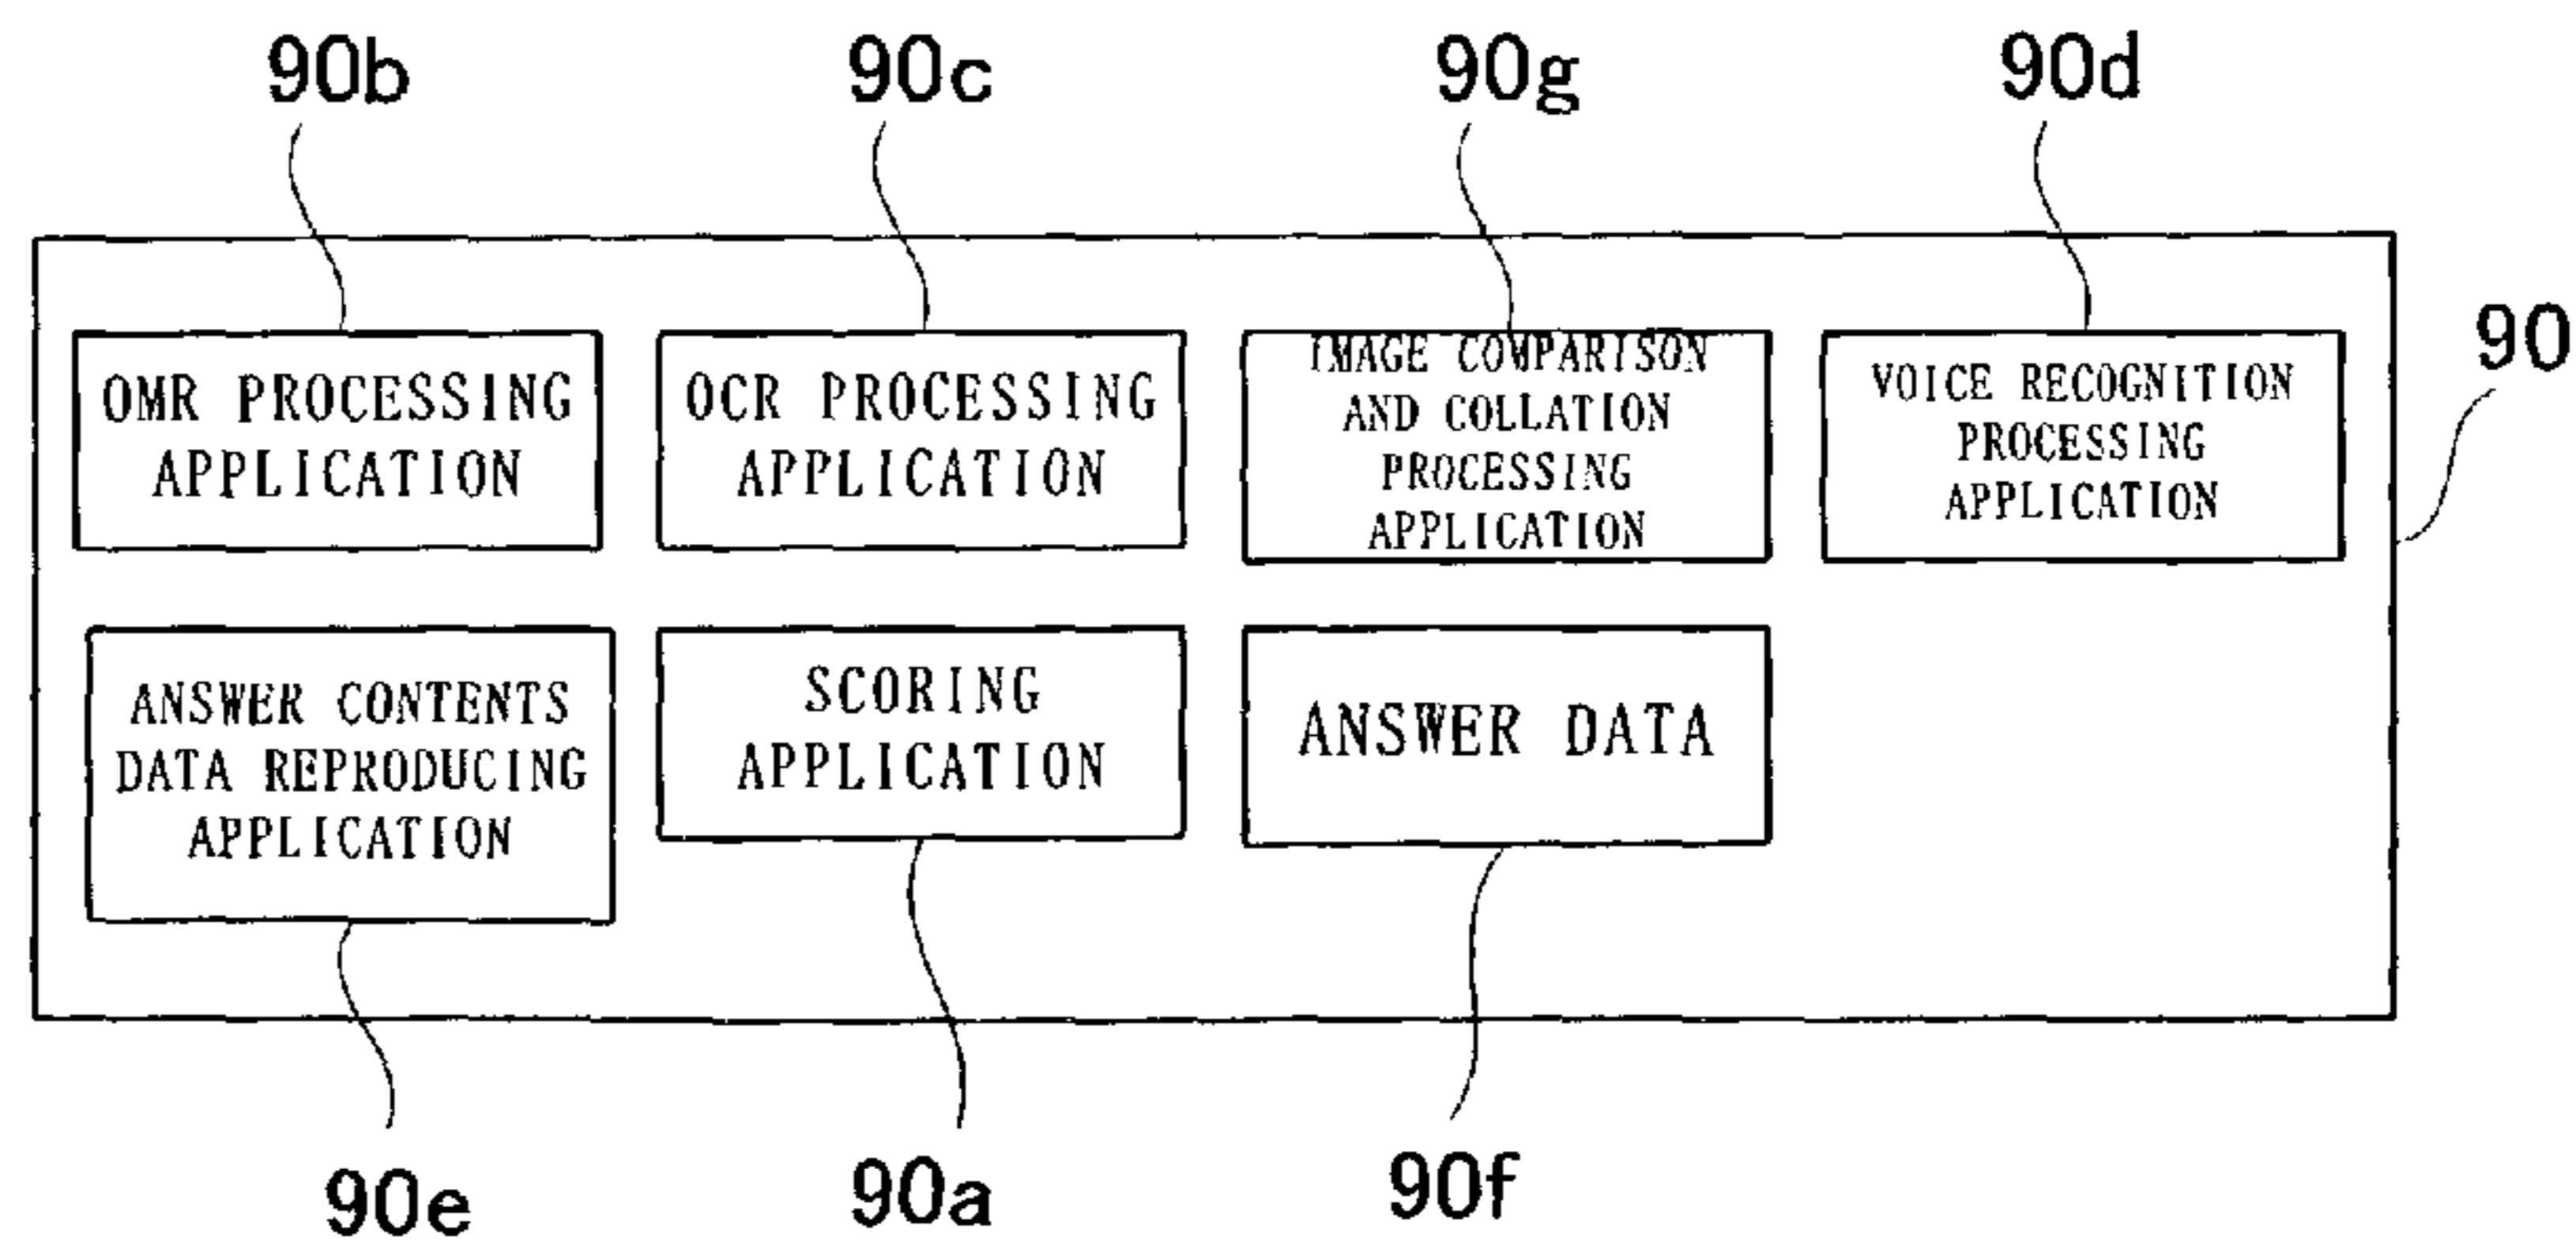 90b
90c
90g
90d
90
OMR PROCESSING
APPLICATION
OCR PROCESSING
APPLICATION
IMAGE COMPARISON
AND COLLATION
PROCESSING
APPLICATION
VOICE RECOGNITION
PROCESSING
APPLICATION
ANSWER CONTENTS
DATA REPRODUCING
APPLICATION
SCORING
APPLICATION
ANSWER DATA
90e
90a
90f